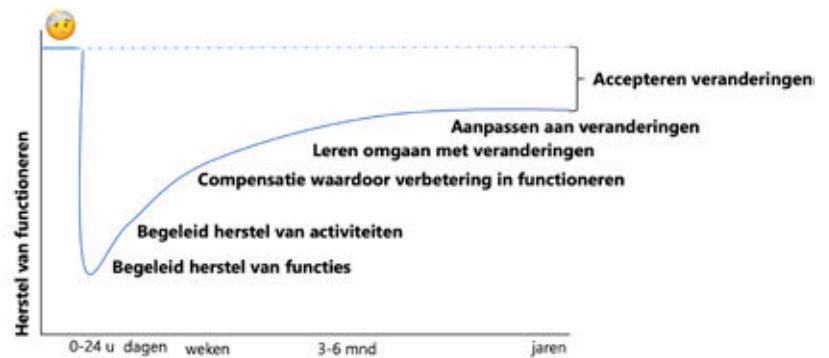 Accepteren veranderingen
Aanpassen aan veranderingen
Leren omgaan met veranderingen
Compensatie waardoor verbetering in functioneren
Begeleid herstel van activiteiten
Begeleid herstel van functies
Herstel van functioneren
0-24 u dagen weken 3-6 mnd jaren